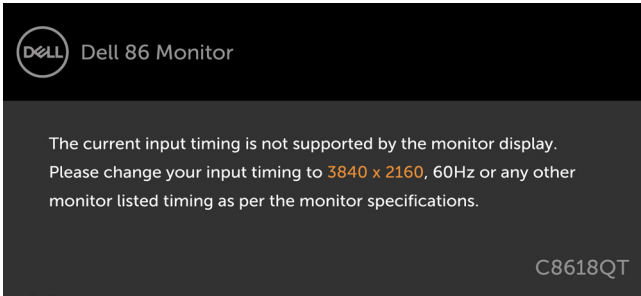 DELL
Dell 86 Monitor
The current input timing is not supported by the monitor display.
Please change your input timing to 3840 x 2160, 60Hz or any other
monitor listed timing as per the monitor specifications.
C8618QT